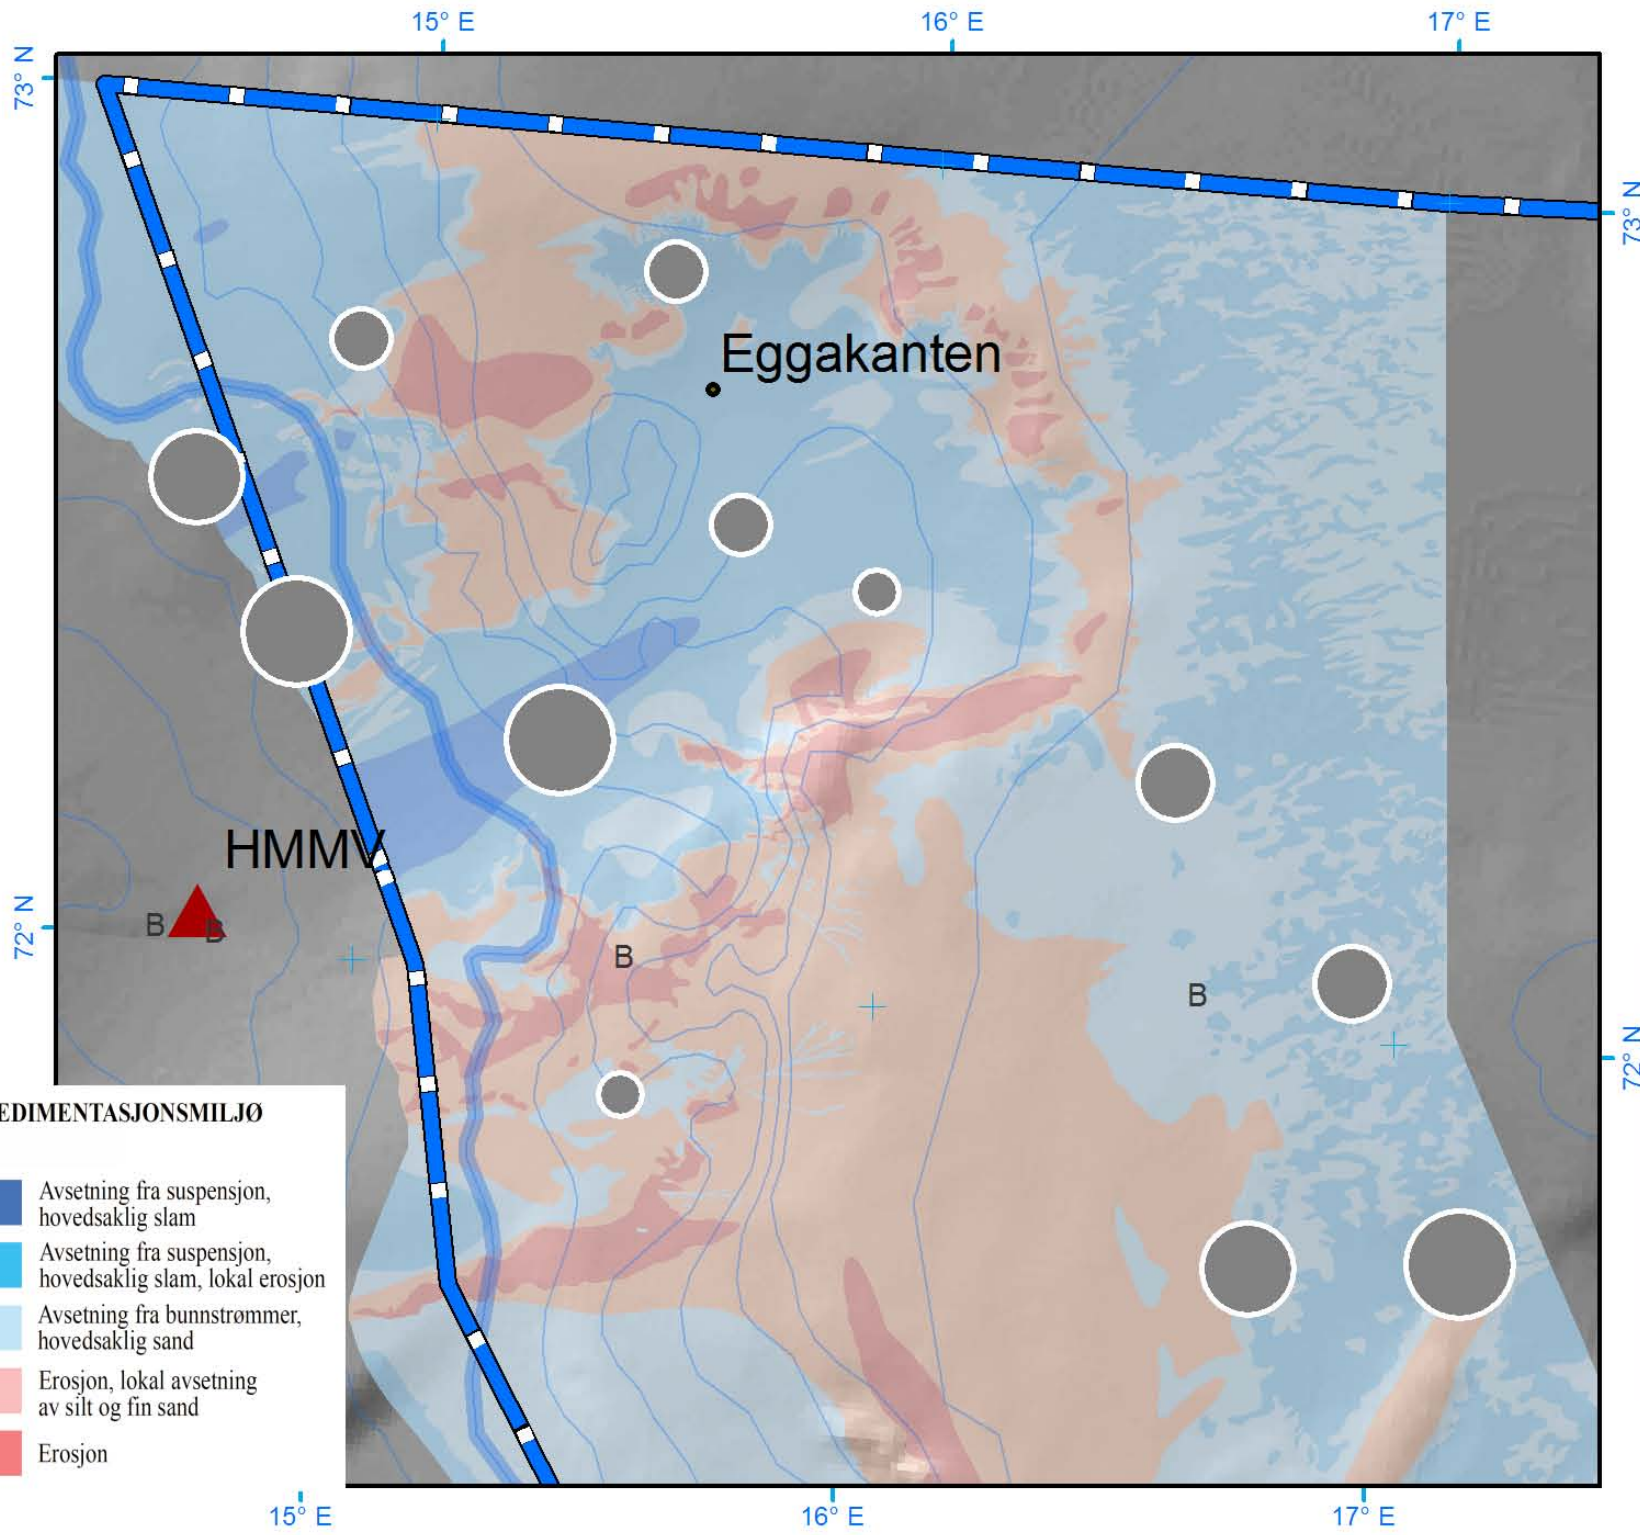 15° E 16° E 17° E
73° N
73° N
Eggakanten
HMMV
B B
B
B
72° N
72° N
EDIMENTASJONSMILJØ
Avsetning fra suspensjon,
hovedsaklig slam
Avsetning fra suspensjon,
hovedsaklig slam, lokal erosjon
Avsetning fra bunnstrømmer,
hovedsaklig sand
Erosjon, lokal avsetning
av silt og fin sand
Erosjon
15° E 16° E 17° E